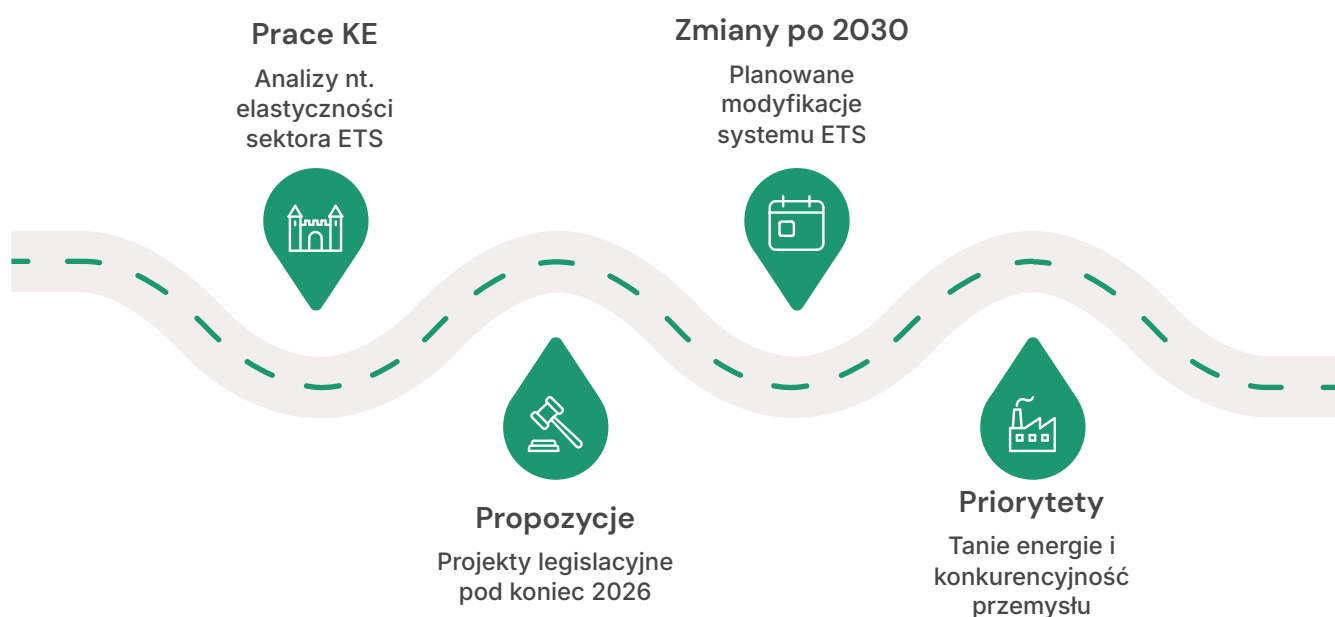 Prace KE
Analizy nt.
elastyczności
sektora ETS
Propozycje
Projekty legislacyjne
pod koniec 2026
Zmiany po 2030
Planowane
modyfikacje
systemu ETS
Priorytety
Tanie energie i
konkurencyjność
przemysłu